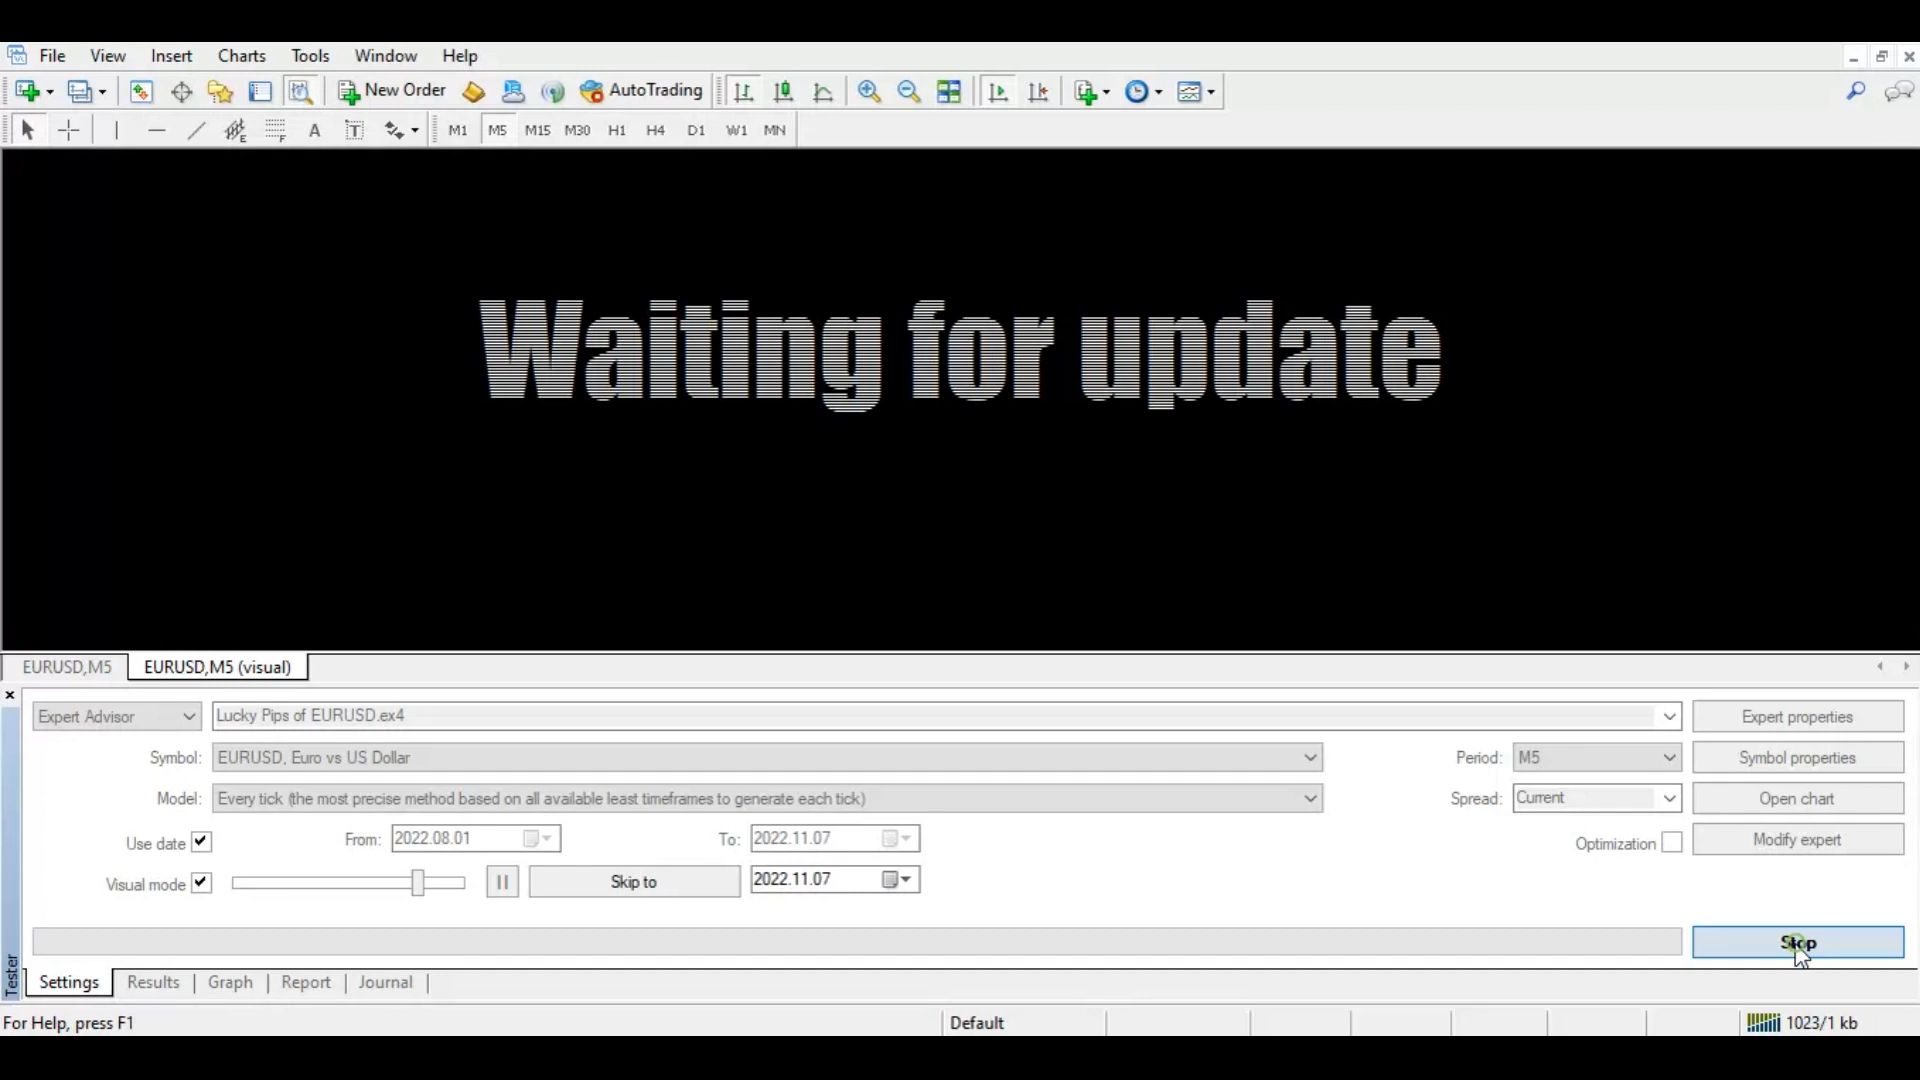 File View Insert Charts Tools Window Help
New Order AutoTrading
E F A T M1 M5 M15 M30 H1 H4 D1 W1 MN
Waiting for update
EURUSD,M5 EURUSD,M5 (visual)
Expert Advisor Lucky Pips of EURUSD.ex4 Expert properties
Symbol: EURUSD, Euro vs US Dollar Period: M5 Symbol properties
Model: Every tick (the most precise method based on all available least timeframes to generate each tick) Spread: Current Open chart
Use date From: 2022.08.01 To: 2022.11.07 Optimization Modify expert
Visual mode Skip to 2022.11.07
Stop
Tester
Settings Results Graph Report Journal
For Help, press F1 Default 1023/1 kb